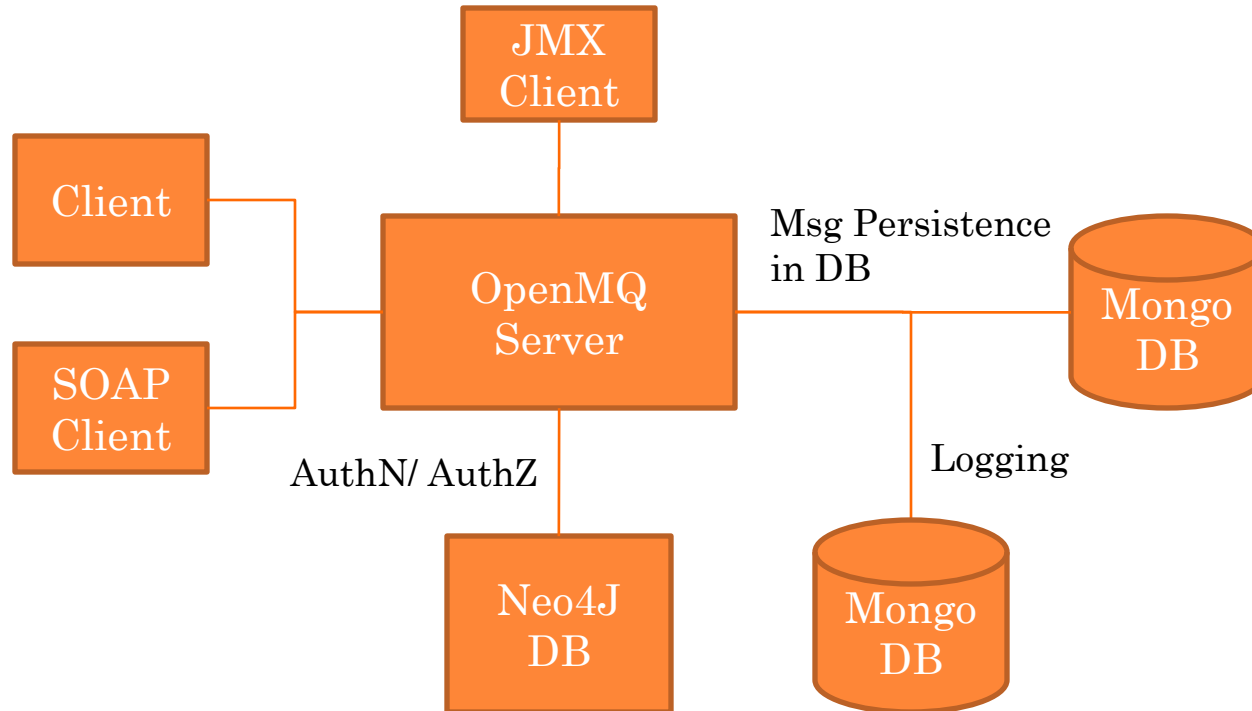 JMX
Client
Client
OpenMQ
Server
Msg Persistence
in DB
Mongo
DB
SOAP
Client
AuthN/ AuthZ
Logging
Neo4J
DB
Mongo
DB